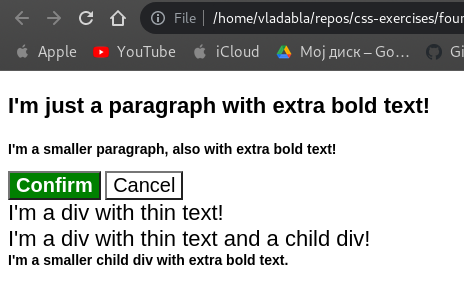 File | /home/vladabla/repos/css-exercises/four
Apple YouTube iCloud Мој диск – Go... Gi
I'm just a paragraph with extra bold text!
I'm a smaller paragraph, also with extra bold text!
Confirm Cancel
I'm a div with thin text!
I'm a div with thin text and a child div!
I'm a smaller child div with extra bold text.